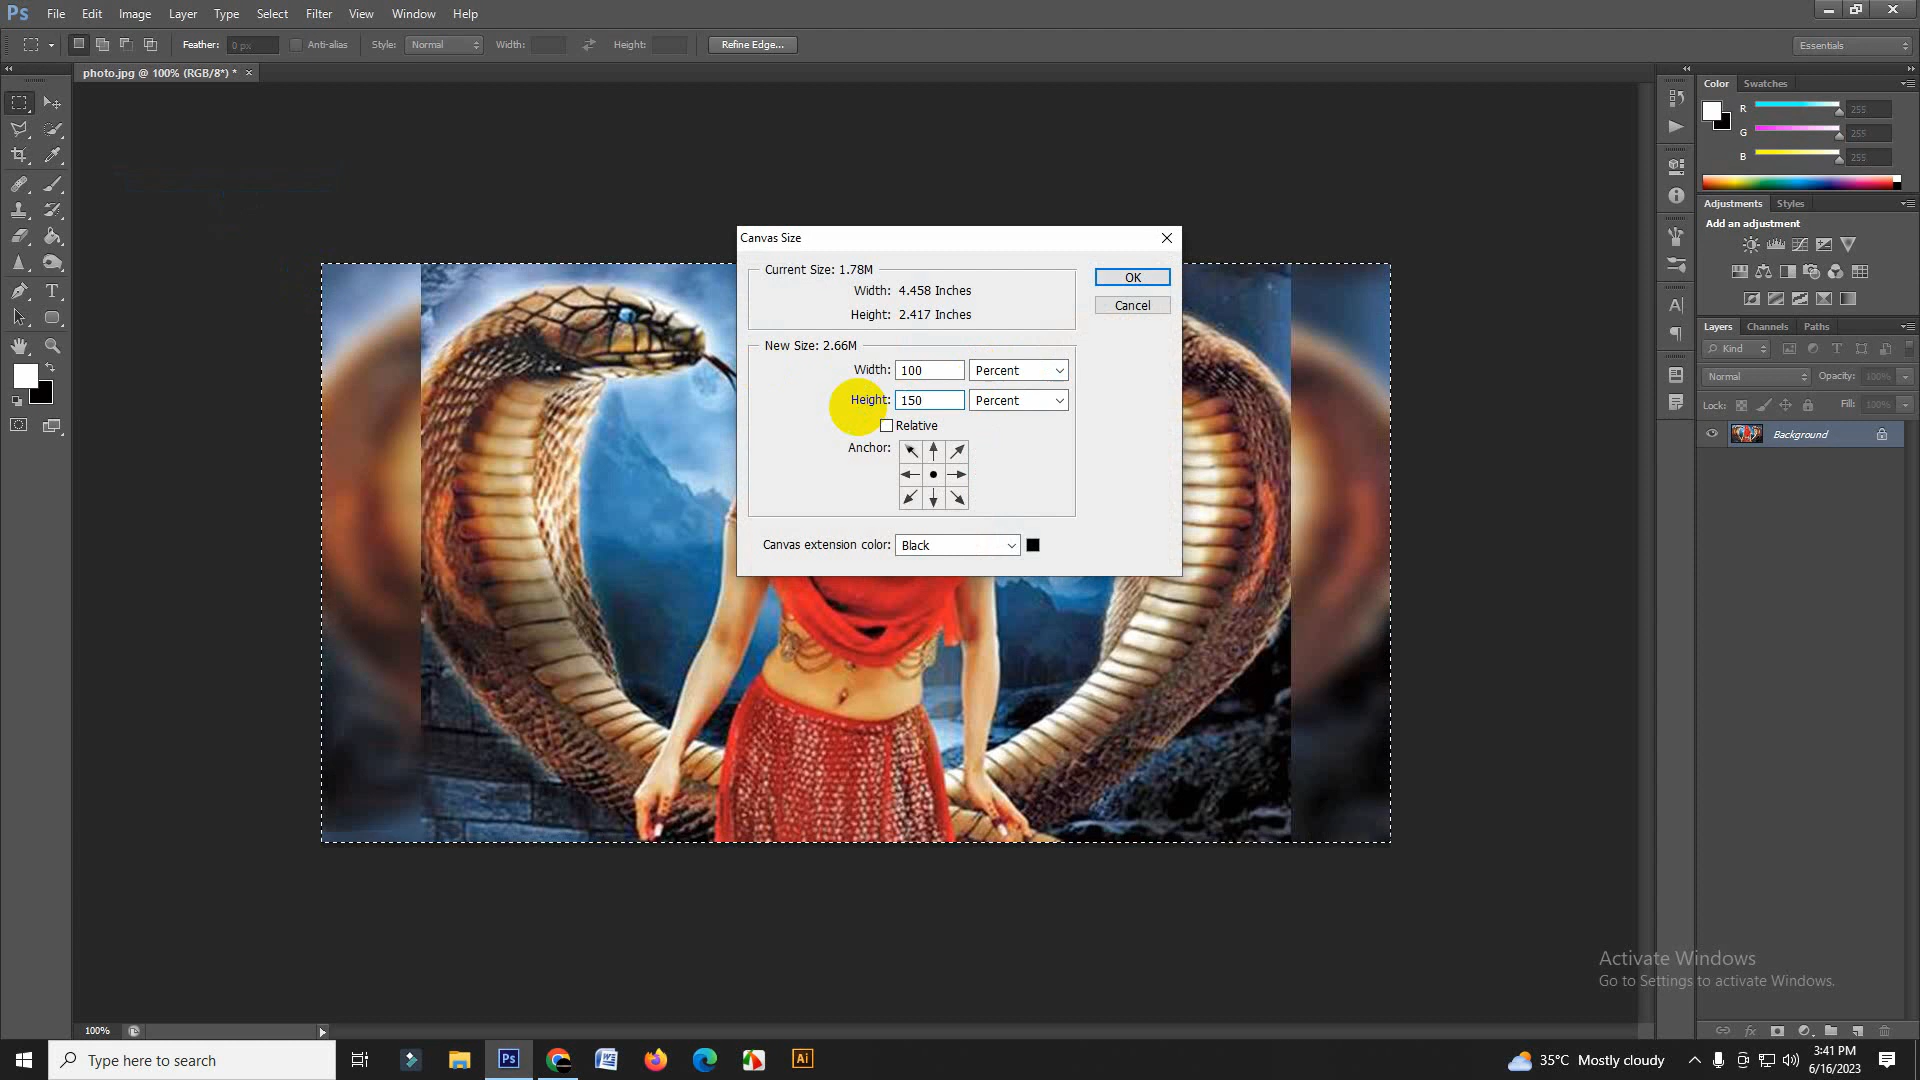 Ps File Edit Image Layer Type Select Filter View Window Help
Feather: 0 px Anti-alias Style: Normal Width: Height: Refine Edge... Essentials
photo.jpg @ 100% (RGB/8*) * ×
Color Swatches
R 255
G 255
B 255
Adjustments Styles
Add an adjustment
Layers Channels Paths
Kind
Normal Opacity: 100%
Lock: Fill: 100%
Background
Canvas Size
Current Size: 1.78M
Width: 4.458 Inches
Height: 2.417 Inches
OK
Cancel
New Size: 2.66M
Width: 100 Percent
Height: 150 Percent
Relative
Anchor:
Canvas extension color: Black
Activate Windows
Go to Settings to activate Windows.
100%
Type here to search
Ps
W
Ai
35°C Mostly cloudy
3:41 PM
6/16/2023